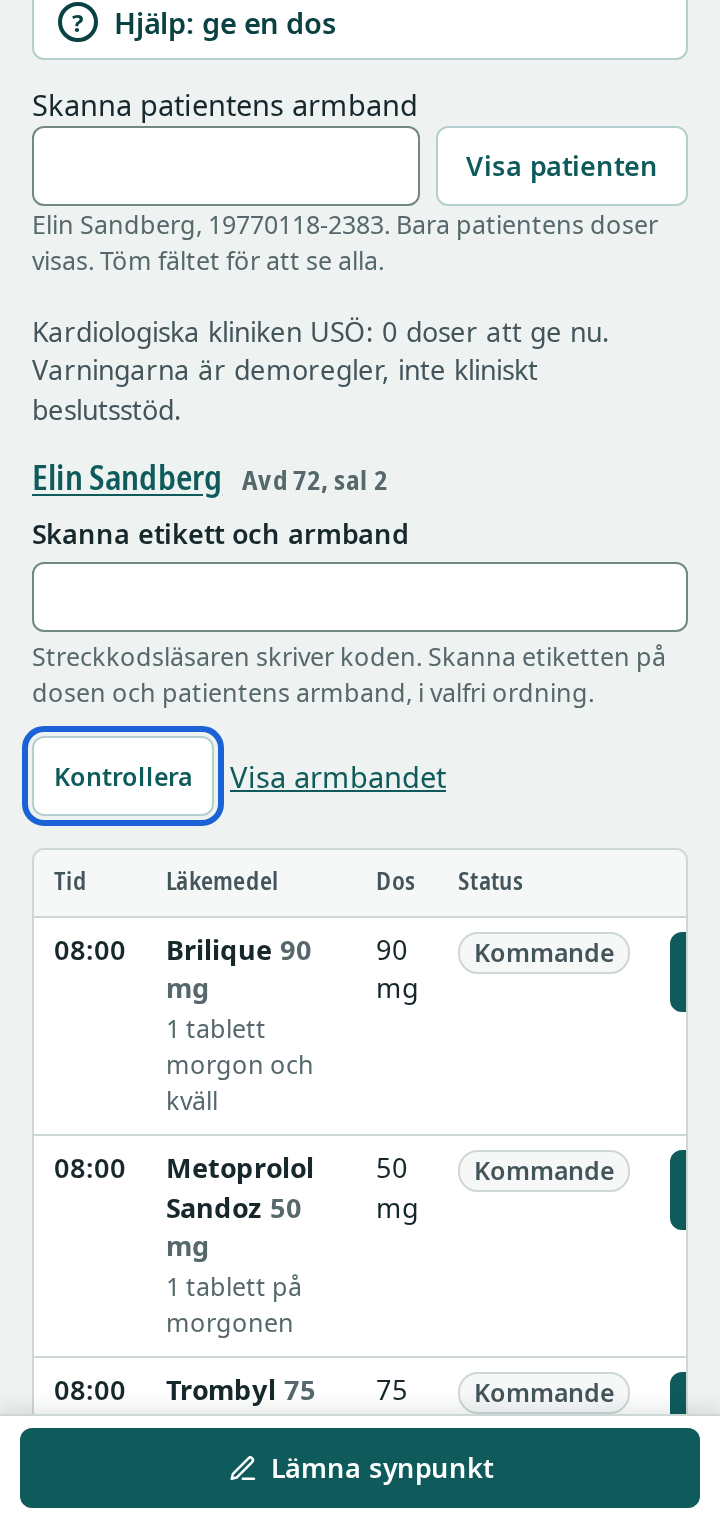 ? Hjälp: ge en dos
Skanna patientens armband
Visa patienten
Elin Sandberg, 19770118-2383. Bara patientens doser
visas. Töm fältet för att se alla.
Kardiologiska kliniken USÖ: 0 doser att ge nu.
Varningarna är demoregler, inte kliniskt
beslutsstöd.
Elin Sandberg Avd 72, sal 2
Skanna etikett och armband
Streckkodsläsaren skriver koden. Skanna etiketten på
dosen och patientens armband, i valfri ordning.
Kontrollera Visa armbandet
Tid Läkemedel Dos Status
08:00 Brilique 90 90 Kommande
mg mg
1 tablett
morgon och
kväll
08:00 Metoprolol 50 Kommande
Sandoz 50 mg
mg
1 tablett på
morgonen
08:00 Trombyl 75 75 Kommande
Lämna synpunkt